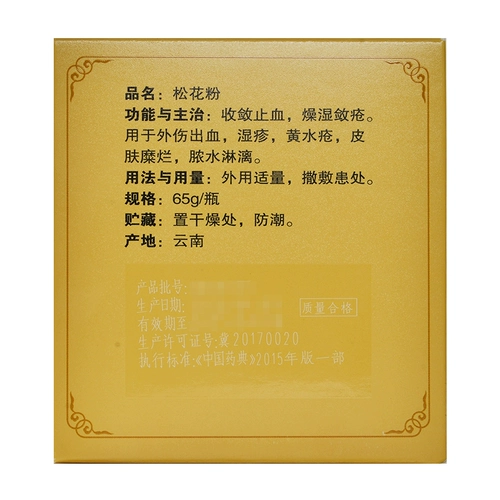 品名：松花粉
功能与主治：收敛止血，燥湿敛疮。
用于外伤出血，湿疹，黄水疮，皮
肤糜烂，脓水淋漓。
用法与用量：外用适量，撒敷患处。
规格：65g/瓶
贮藏：置干燥处，防潮。
产地：云南
产品批号：
生产日期：
质量合格
有效期至
生产许可证号：冀20170020
执行标准：《中国药典》2015年版一部